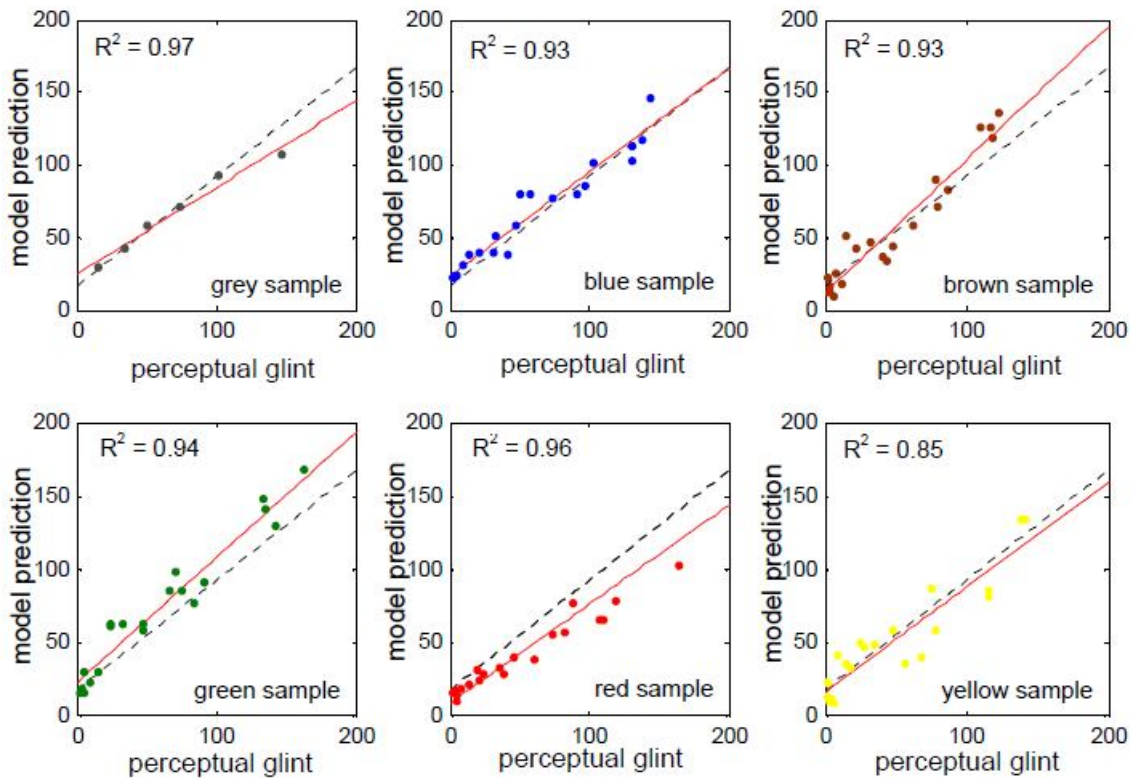 R² = 0.97
200
150
100
50
0
model prediction
grey sample
0 100 200
perceptual glint
R² = 0.93
200
150
100
50
0
model prediction
blue sample
0 100 200
perceptual glint
R² = 0.93
200
150
100
50
0
model prediction
brown sample
0 100 200
perceptual glint
R² = 0.94
200
150
100
50
0
model prediction
green sample
0 100 200
perceptual glint
R² = 0.96
200
150
100
50
0
model prediction
red sample
0 100 200
perceptual glint
R² = 0.85
200
150
100
50
0
model prediction
yellow sample
0 100 200
perceptual glint